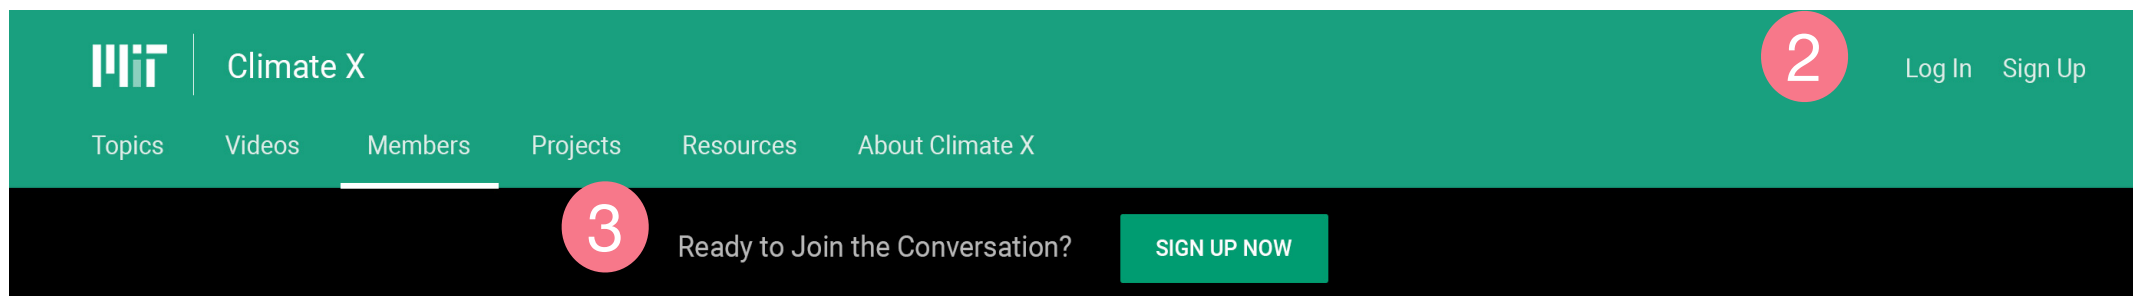 MIT Climate X
2 Log In Sign Up
Topics Videos Members Projects Resources About Climate X
3 Ready to Join the Conversation? SIGN UP NOW